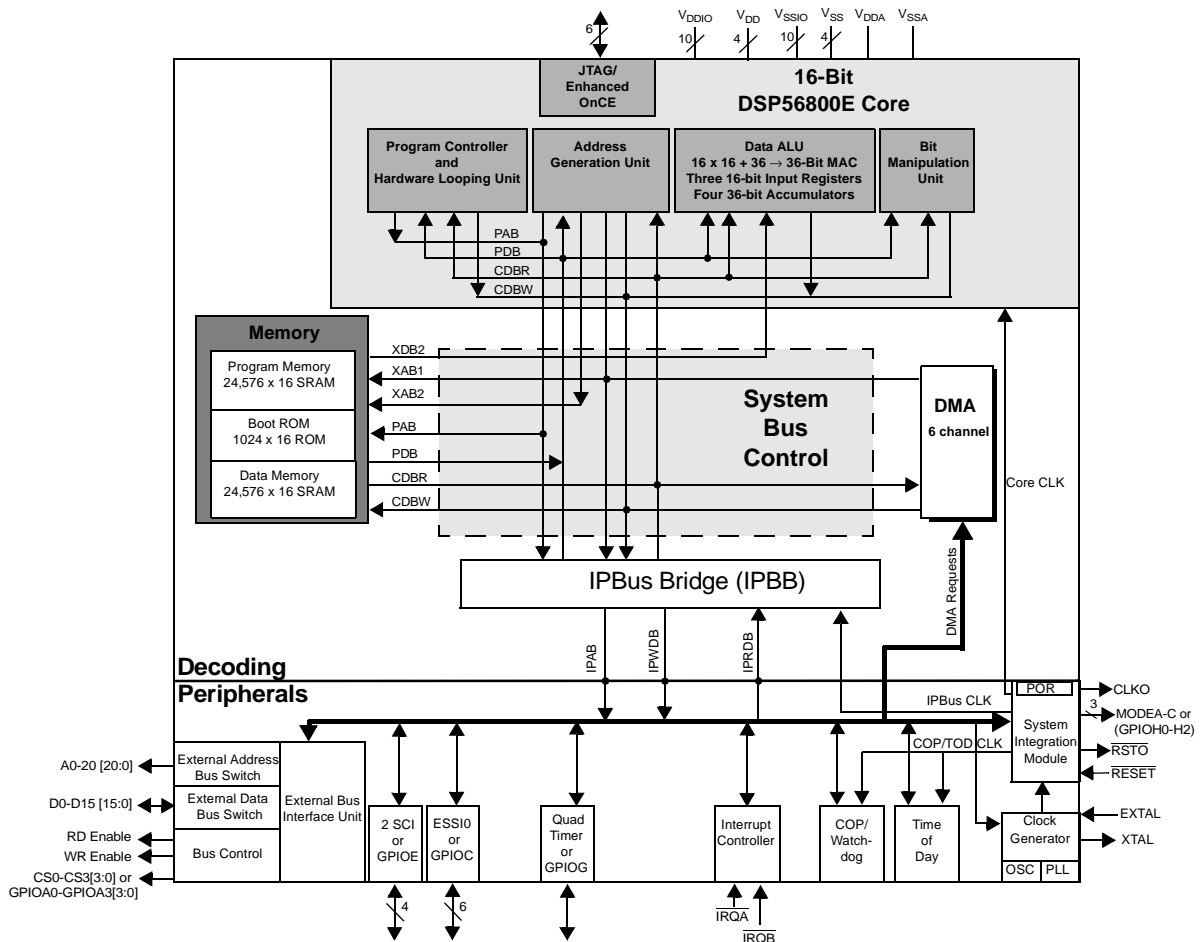 VDDIO VDD VSSIO VSS VDDA VSSA
6 10 4 10 4
JTAG/
Enhanced
OnCE
16-Bit
DSP56800E Core
Program Controller
and
Hardware Looping Unit
Address
Generation Unit
Data ALU
16 x 16 + 36 → 36-Bit MAC
Three 16-bit Input Registers
Four 36-bit Accumulators
Bit
Manipulation
Unit
PAB
PDB
CDBR
CDBW
Memory
Program Memory
24,576 x 16 SRAM
Boot ROM
1024 x 16 ROM
Data Memory
24,576 x 16 SRAM
XDB2
XAB1
XAB2
PAB
PDB
CDBR
CDBW
System
Bus
Control
DMA
6 channel
Core CLK
IPBus Bridge (IPBB)
DMA Requests
IPAB
IPWDB
IPRDB
Decoding
Peripherals
IPBus CLK
COP/TOD CLK
POR
System
Integration
Module
CLKO
3
MODEA-C or
(GPIOH0-H2)
RSTO
RESET
EXTAL
XTAL
Clock
Generator
OSC PLL
A0-20 [20:0]
D0-D15 [15:0]
RD Enable
WR Enable
CS0-CS3[3:0] or
GPIOA0-GPIOA3[3:0]
External Address
Bus Switch
External Data
Bus Switch
Bus Control
External Bus
Interface Unit
2 SCI
or
GPIOE
4
ESSI0
or
GPIOC
6
Quad
Timer
or
GPIOG
Interrupt
Controller
IRQA
IRQB
COP/
Watch-
dog
Time
of
Day